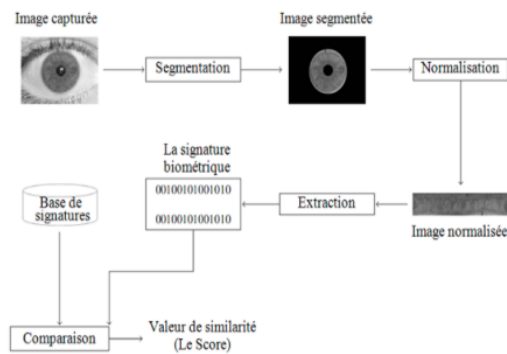 Image capturée
Segmentation
Image segmentée
Normalisation
La signature
biométrique
00100101001010
00100101001010
Base de
signatures
Extraction
Image normalisée
Comparaison
Valeur de similarité
(Le Score)